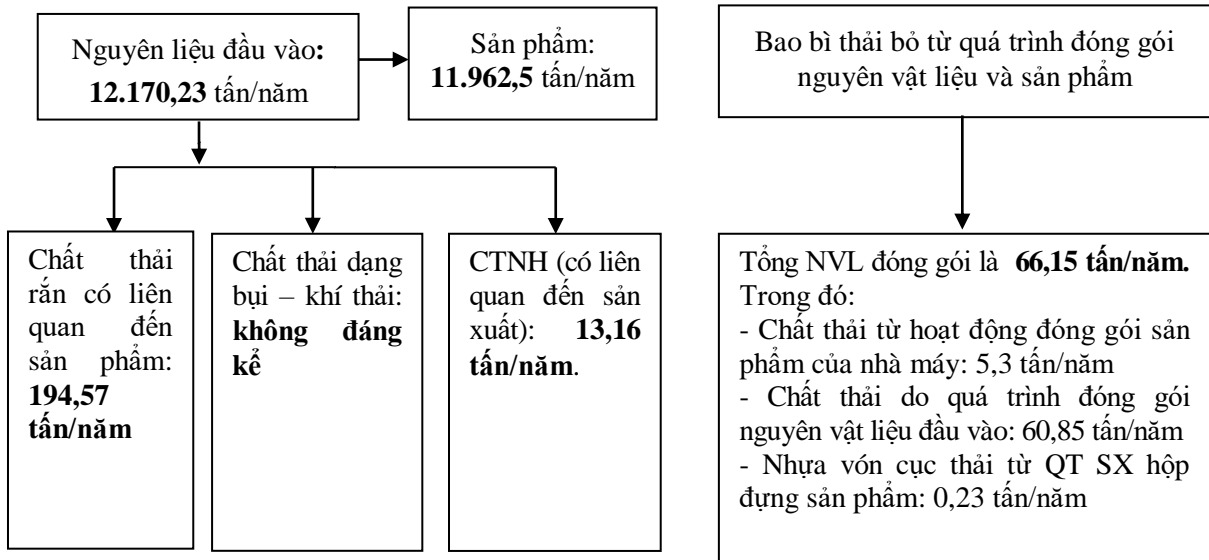 Nguyên liệu đầu vào:
12.170,23 tấn/năm
Sản phẩm:
11.962,5 tấn/năm
Bao bì thải bỏ từ quá trình đóng gói
nguyên vật liệu và sản phẩm
Chất thải
rắn có liên
quan đến
sản phẩm:
194,57
tấn/năm
Chất thải dạng
bụi – khí thải:
không đáng
kể
CTNH (có liên
quan đến sản
xuất): 13,16
tấn/năm.
Tổng NVL đóng gói là 66,15 tấn/năm.
Trong đó:
- Chất thải từ hoạt động đóng gói sản
phẩm của nhà máy: 5,3 tấn/năm
- Chất thải do quá trình đóng gói
nguyên vật liệu đầu vào: 60,85 tấn/năm
- Nhựa vón cục thải từ QT SX hộp
đựng sản phẩm: 0,23 tấn/năm